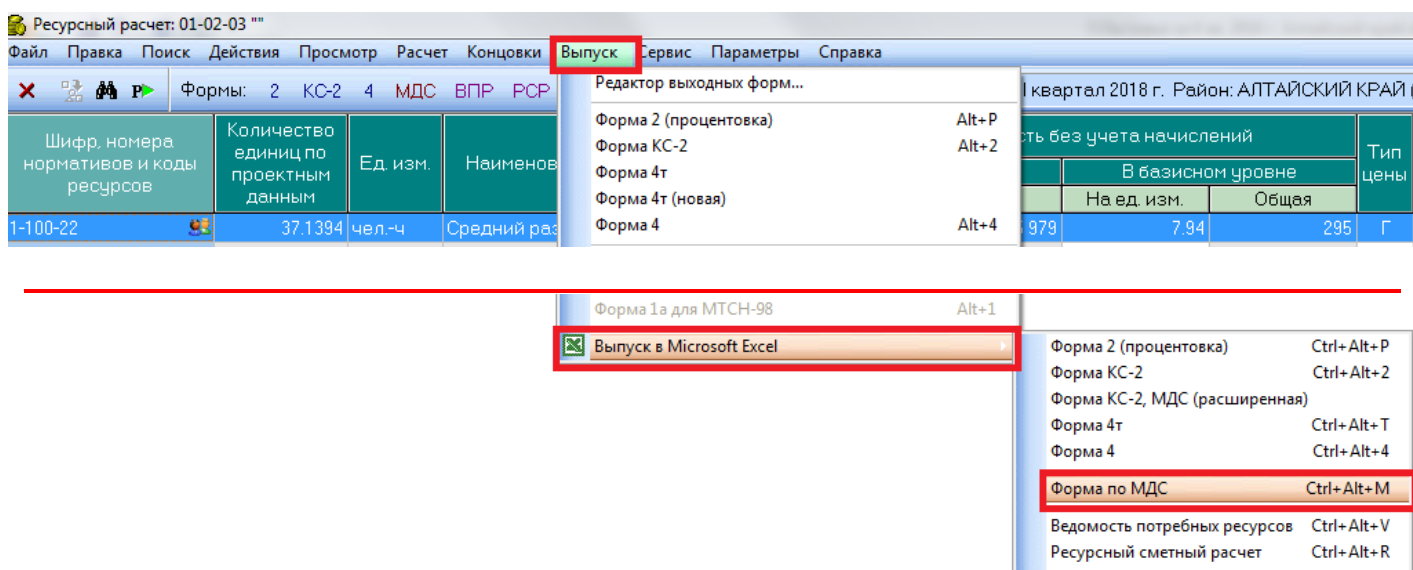 Ресурсный расчет: 01-02-03 ""
Файл Правка Поиск Действия Просмотр Расчет Концовки Выпуск Сервис Параметры Справка
Формы: 2 КС-2 4 МДС ВПР РСР
I квартал 2018 г. Район: АЛТАЙСКИЙ КРАЙ
Шифр, номера нормативов и коды ресурсов
Количество единиц по проектным данным
Ед. изм.
без учета начислений
В базисном уровне
На ед. изм. Общая
Тип цены
1-100-22 37.1394 чел.-ч Средний 979 7.94 295 Г
Редактор выходных форм...
Форма 2 (процентовка) Alt+P
Форма КС-2 Alt+2
Форма 4т
Форма 4т (новая)
Форма 4 Alt+4
Форма 1а для МТСН-98 Alt+1
Выпуск в Microsoft Excel
Форма 2 (процентовка) Ctrl+Alt+P
Форма КС-2 Ctrl+Alt+2
Форма КС-2, МДС (расширенная)
Форма 4т Ctrl+Alt+T
Форма 4 Ctrl+Alt+4
Форма по МДС Ctrl+Alt+M
Ведомость потребных ресурсов Ctrl+Alt+V
Ресурсный сметный расчет Ctrl+Alt+R